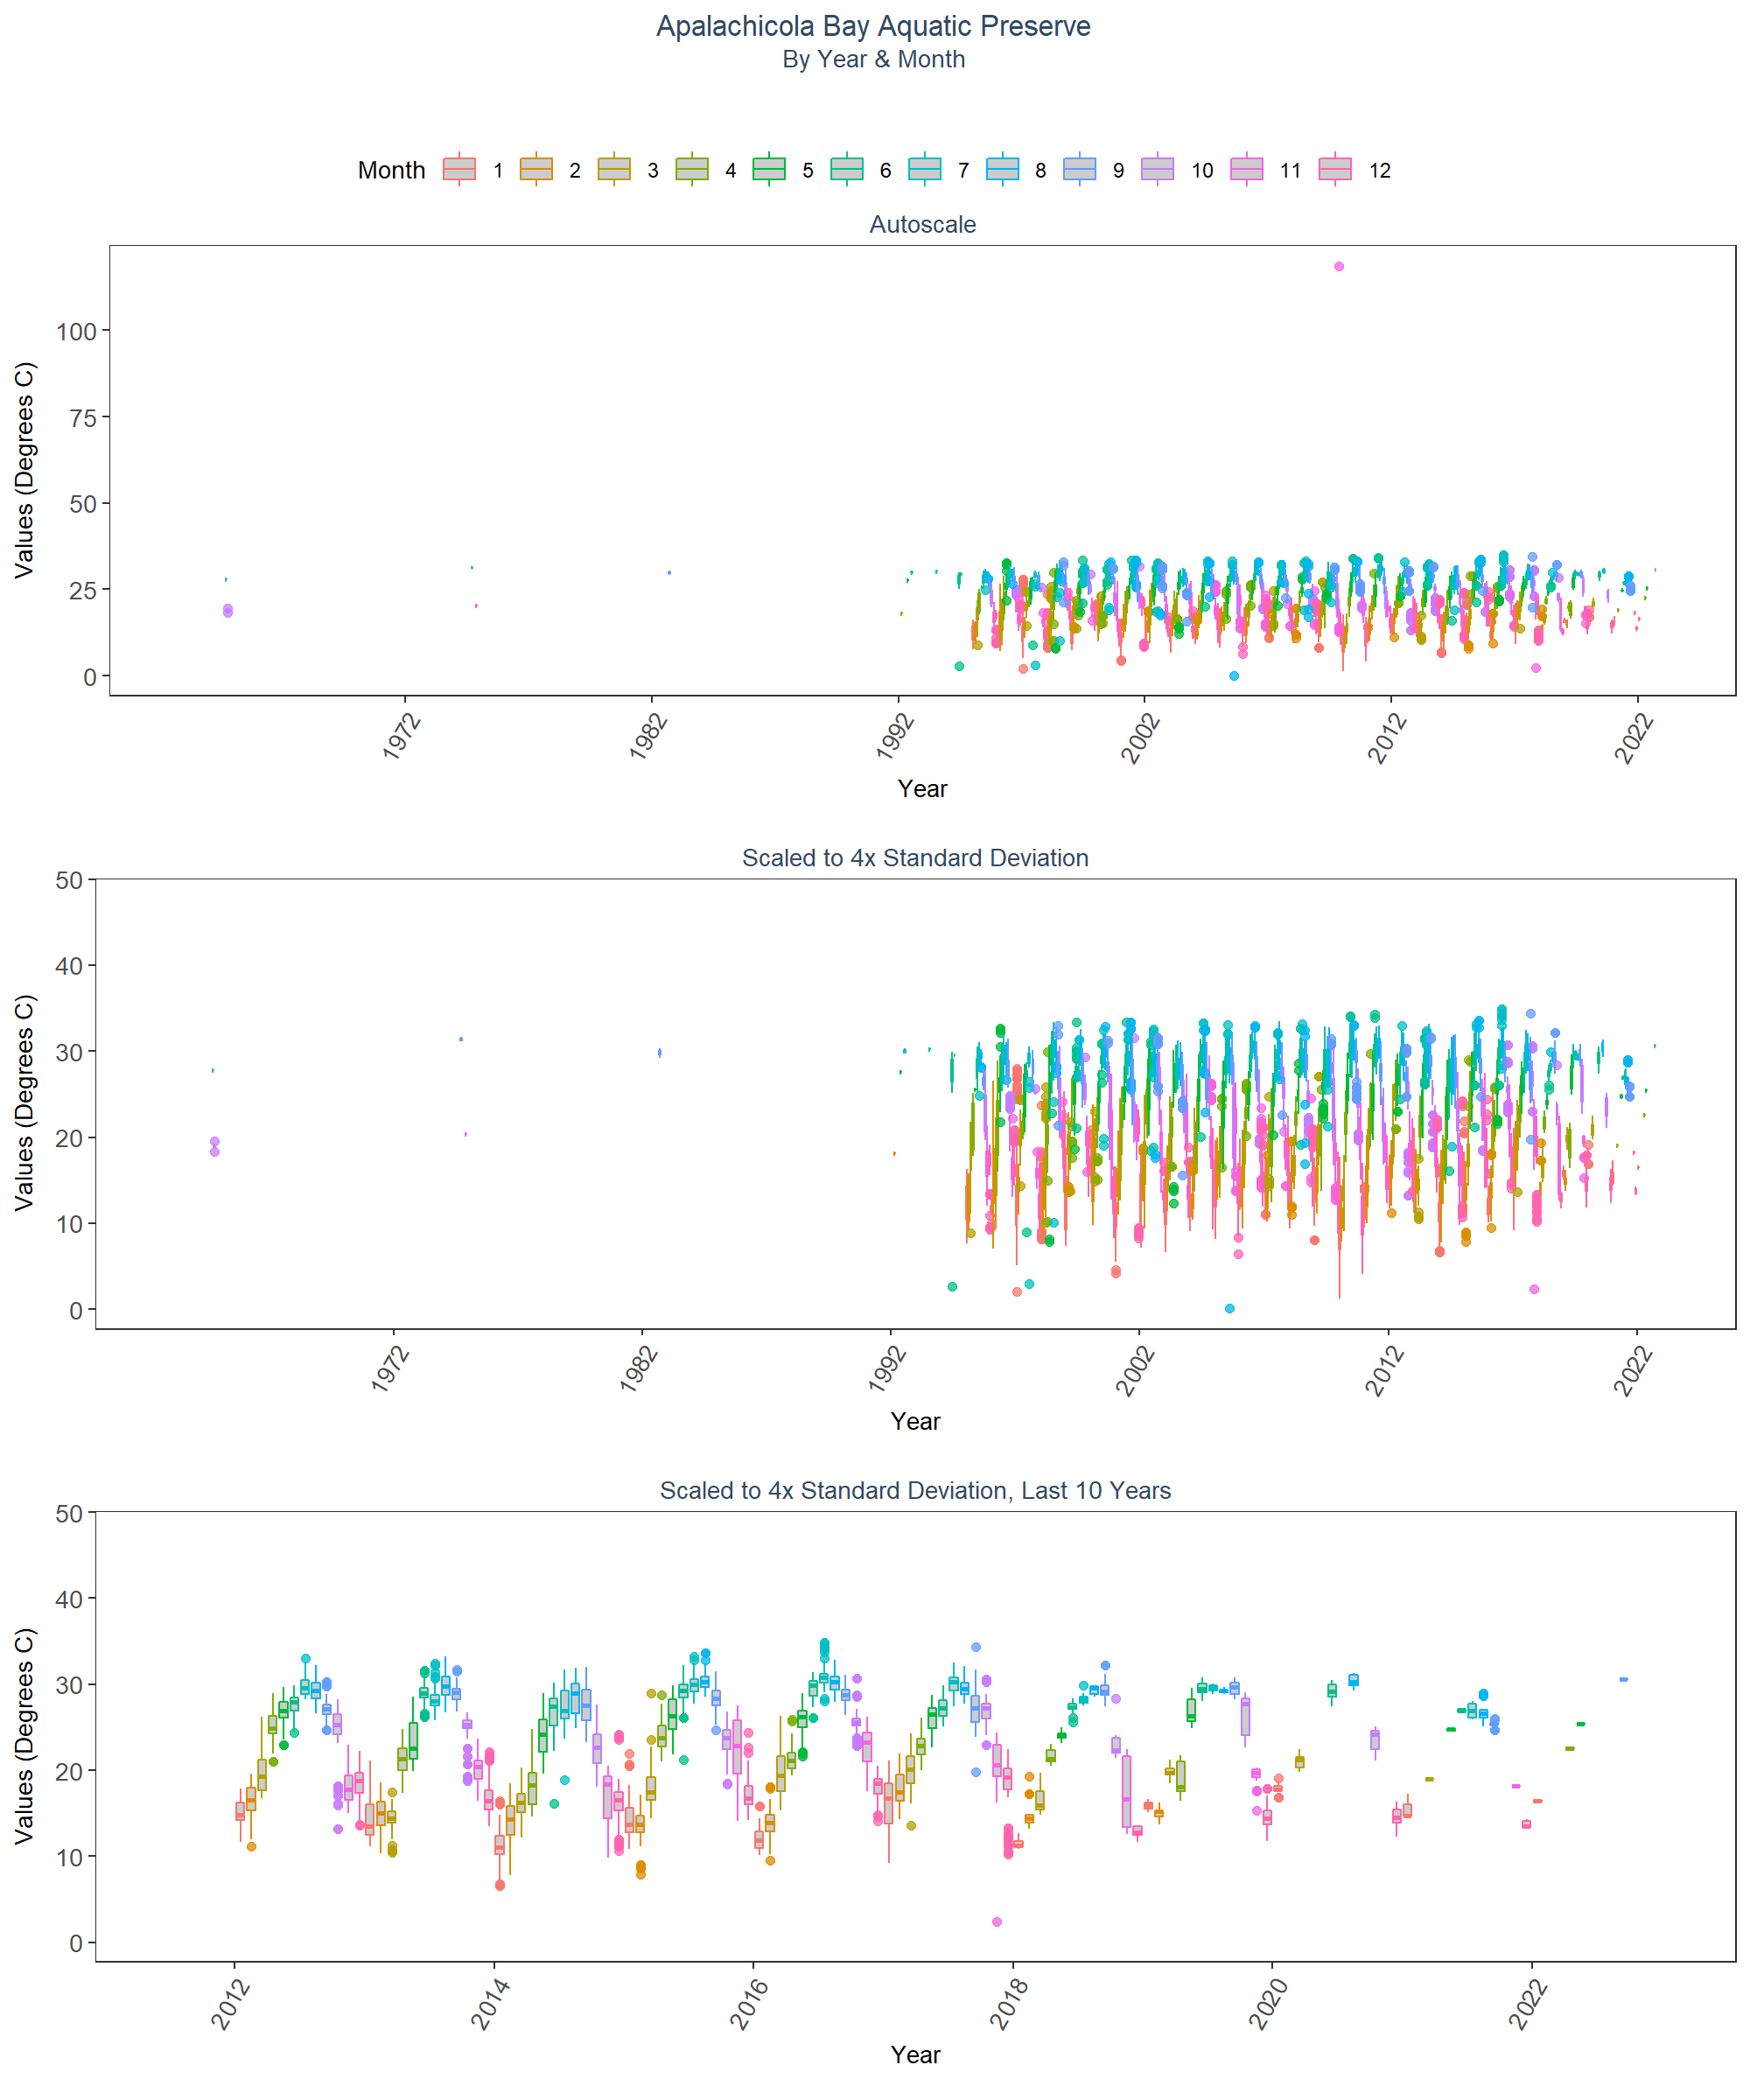 Apalachicola Bay Aquatic Preserve
By Year & Month
Month 1 2 3 4 5 6 7 8 9 10 11 12
Autoscale
Values (Degrees C)
100
75
50
25
0
1972 1982 1992 2002 2012 2022
Year
Scaled to 4x Standard Deviation
Values (Degrees C)
50
40
30
20
10
0
1972 1982 1992 2002 2012 2022
Year
Scaled to 4x Standard Deviation, Last 10 Years
Values (Degrees C)
50
40
30
20
10
0
2012 2014 2016 2018 2020 2022
Year